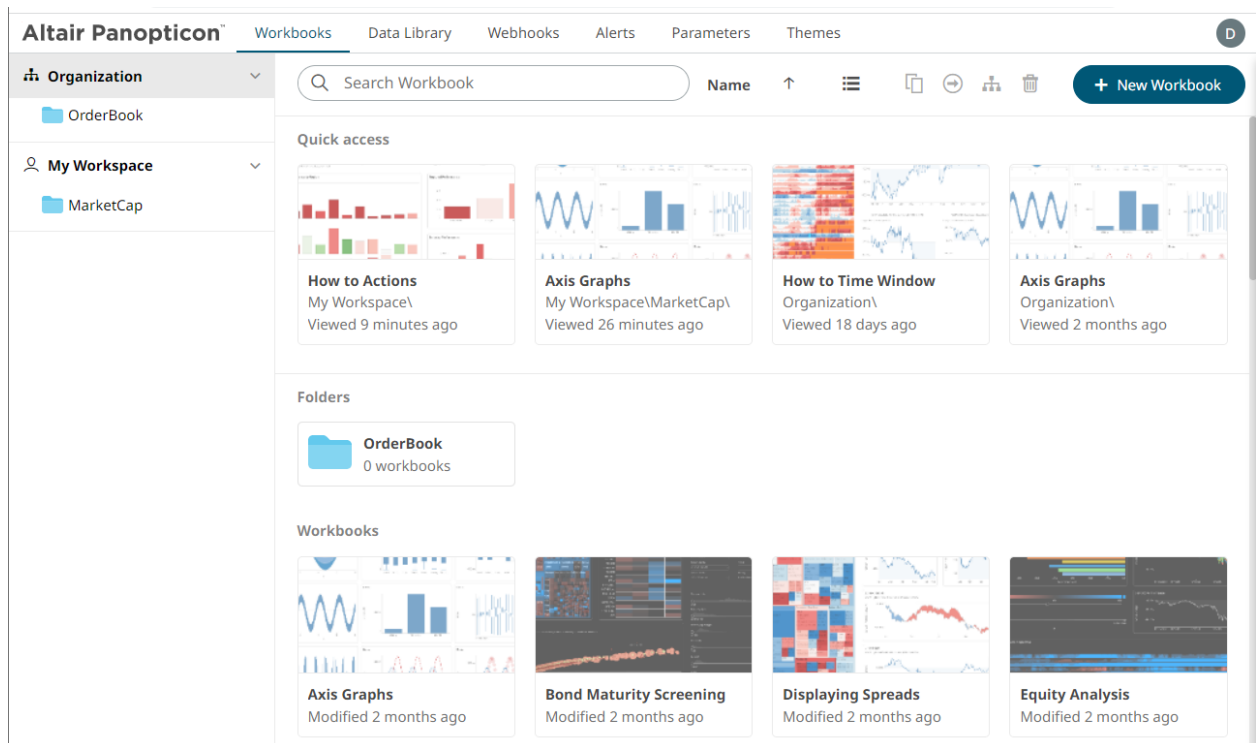 Altair Panopticon™ Workbooks Data Library Webhooks Alerts Parameters Themes D
Organization
OrderBook
My Workspace
MarketCap
Search Workbook Name + New Workbook
Quick access
How to Actions
My Workspace\
Viewed 9 minutes ago
Axis Graphs
My Workspace\MarketCap\
Viewed 26 minutes ago
How to Time Window
Organization\
Viewed 18 days ago
Axis Graphs
Organization\
Viewed 2 months ago
Folders
OrderBook
0 workbooks
Workbooks
Axis Graphs
Modified 2 months ago
Bond Maturity Screening
Modified 2 months ago
Displaying Spreads
Modified 2 months ago
Equity Analysis
Modified 2 months ago